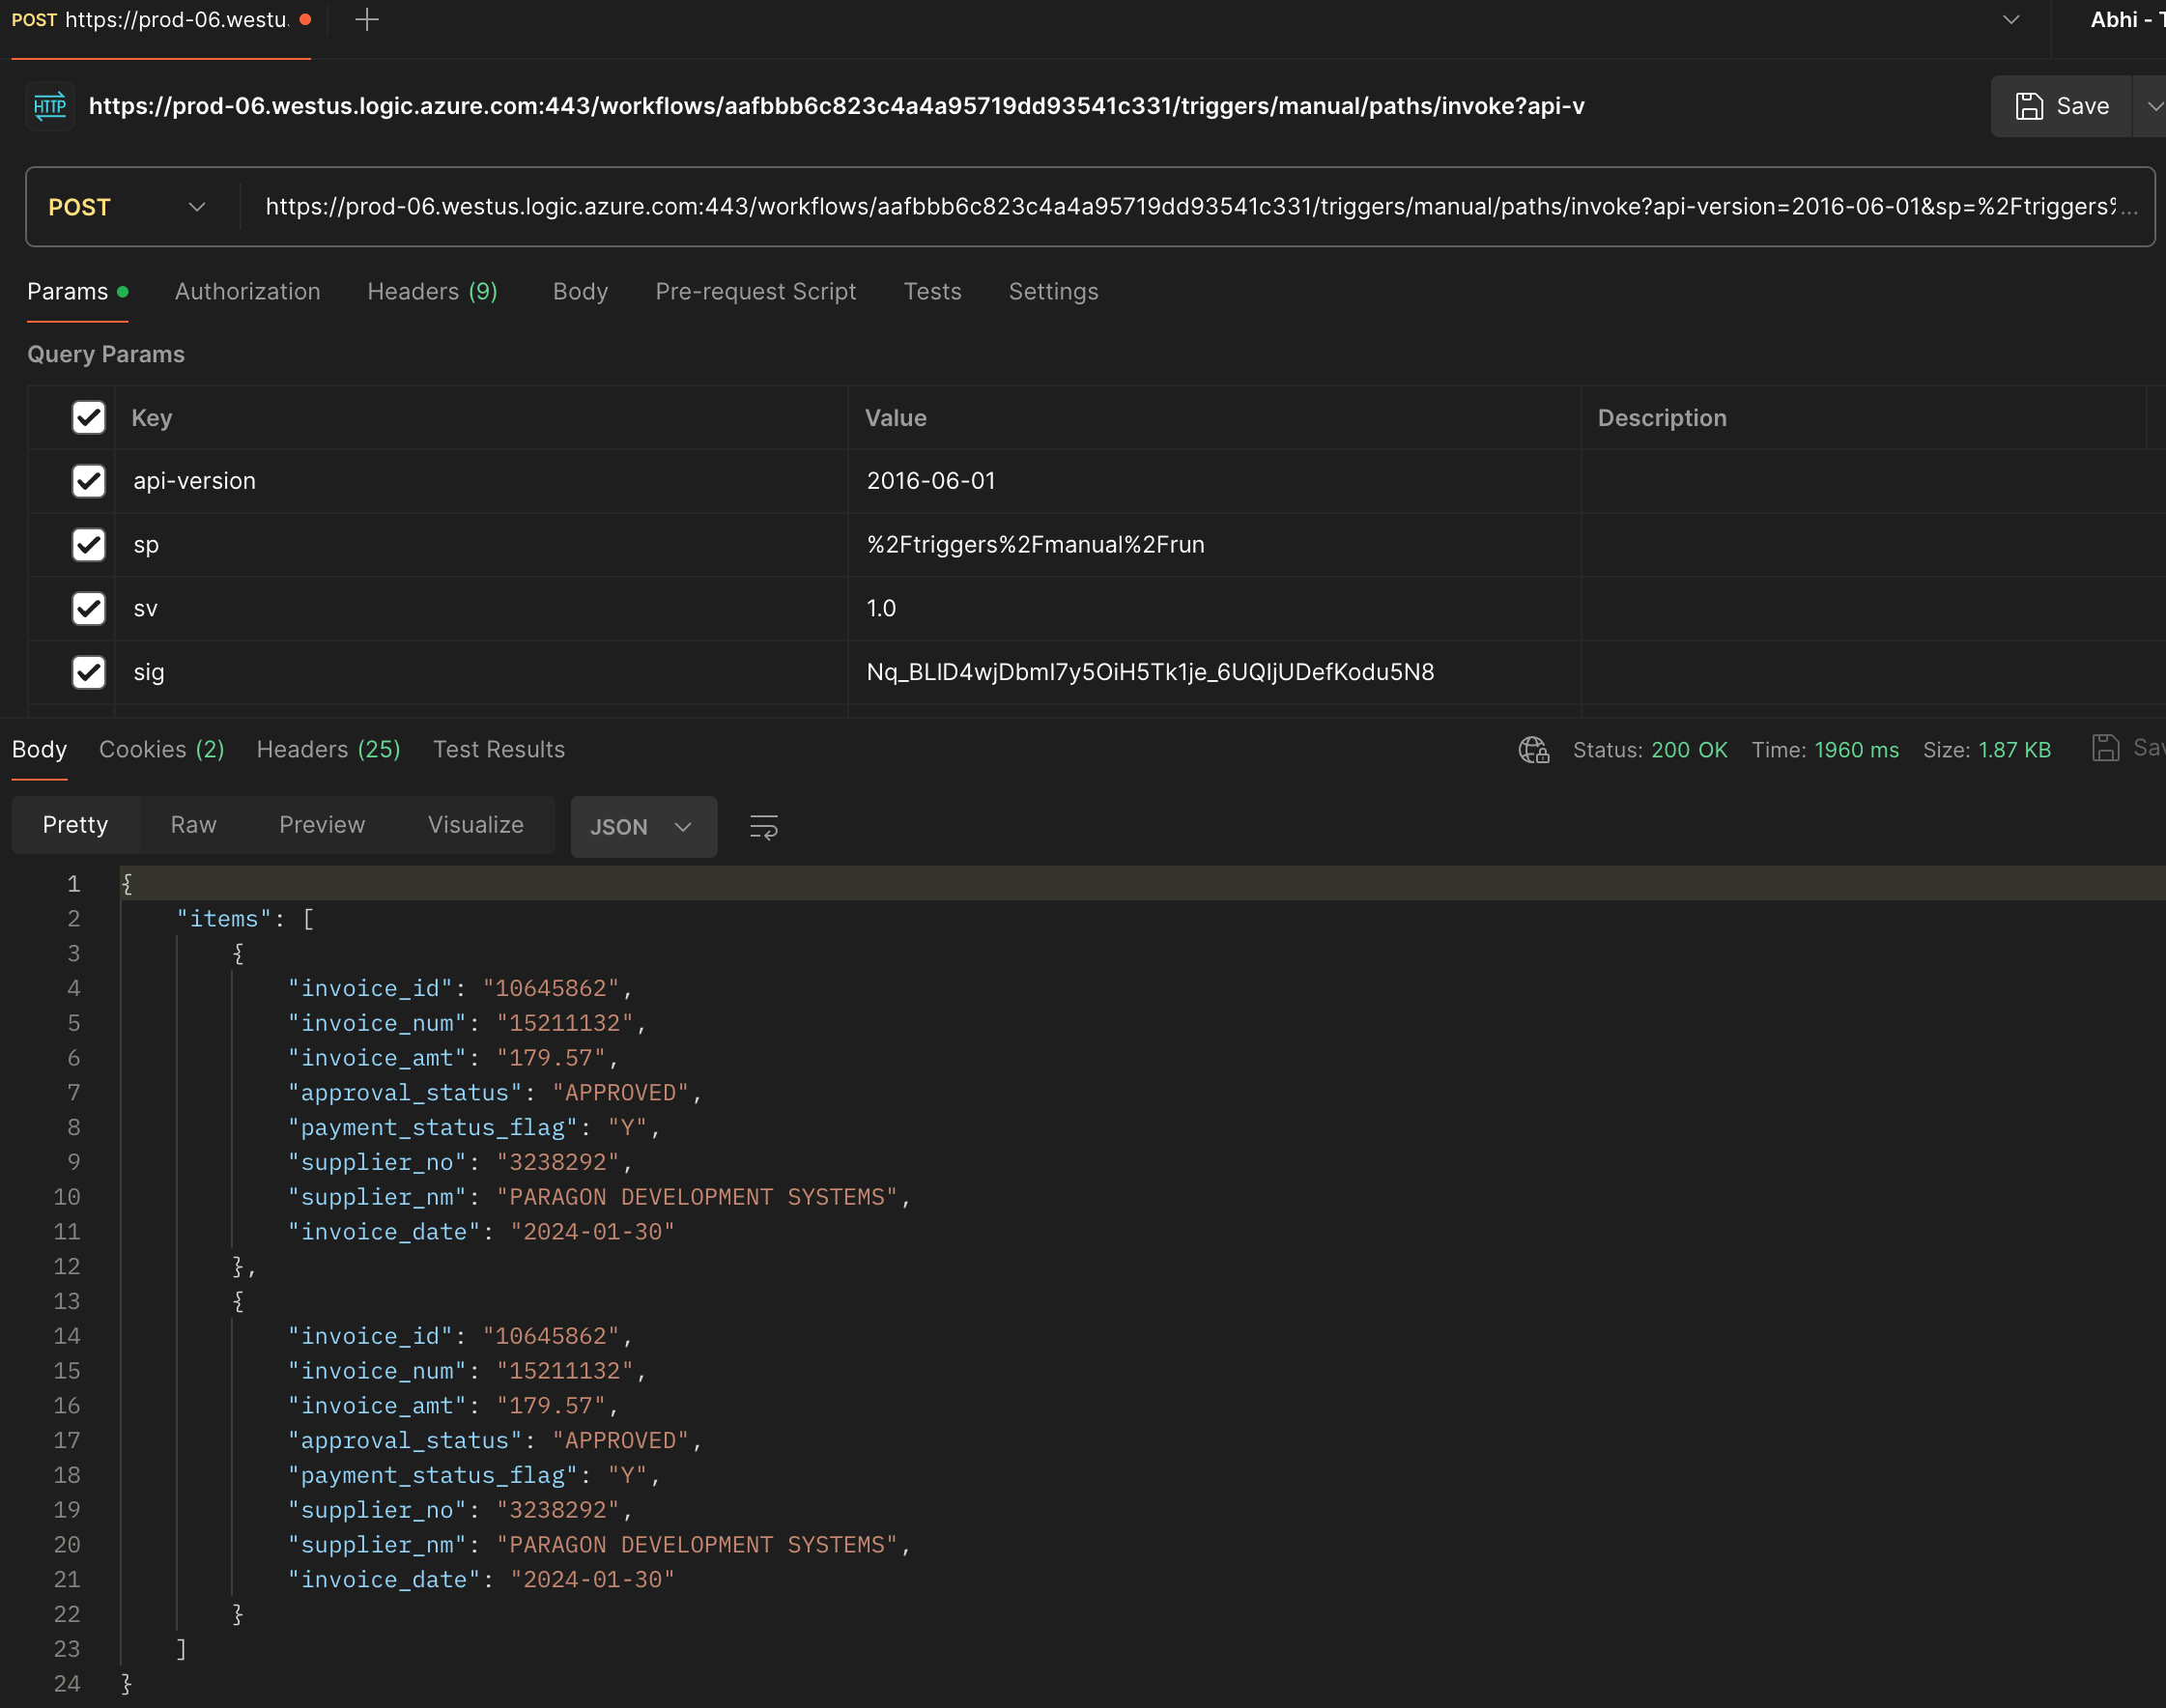 POST https://prod-06.westu.
Abhi - T
HTTP https://prod-06.westus.logic.azure.com:443/workflows/aafbbb6c823c4a4a95719dd93541c331/triggers/manual/paths/invoke?api-v
Save
POST https://prod-06.westus.logic.azure.com:443/workflows/aafbbb6c823c4a4a95719dd93541c331/triggers/manual/paths/invoke?api-version=2016-06-01&sp=%2Ftriggers%...
Params Authorization Headers (9) Body Pre-request Script Tests Settings
Query Params
Key Value Description
api-version 2016-06-01
sp %2Ftriggers%2Fmanual%2Frun
sv 1.0
sig Nq_BLlD4wjDbml7y5OiH5Tk1je_6UQIjUDefKodu5N8
Body Cookies (2) Headers (25) Test Results Status: 200 OK Time: 1960 ms Size: 1.87 KB Sav
Pretty Raw Preview Visualize JSON
1 {
2 "items": [
3 {
4 "invoice_id": "10645862",
5 "invoice_num": "15211132",
6 "invoice_amt": "179.57",
7 "approval_status": "APPROVED",
8 "payment_status_flag": "Y",
9 "supplier_no": "3238292",
10 "supplier_nm": "PARAGON DEVELOPMENT SYSTEMS",
11 "invoice_date": "2024-01-30"
12 },
13 {
14 "invoice_id": "10645862",
15 "invoice_num": "15211132",
16 "invoice_amt": "179.57",
17 "approval_status": "APPROVED",
18 "payment_status_flag": "Y",
19 "supplier_no": "3238292",
20 "supplier_nm": "PARAGON DEVELOPMENT SYSTEMS",
21 "invoice_date": "2024-01-30"
22 }
23 ]
24 }